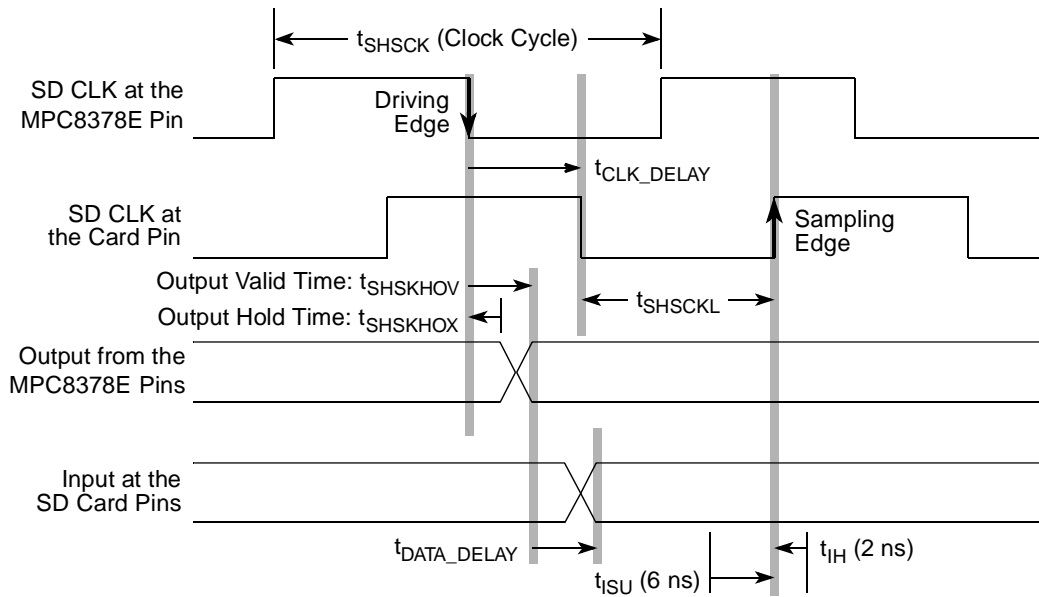 tSHSCK (Clock Cycle)
SD CLK at the
MPC8378E Pin
Driving
Edge
tCLK_DELAY
SD CLK at
the Card Pin
Sampling
Edge
Output Valid Time: tSHSKHOV
tSHSCKL
Output Hold Time: tSHSKHOX
Output from the
MPC8378E Pins
Input at the
SD Card Pins
tDATA_DELAY
tIH (2 ns)
tISU (6 ns)